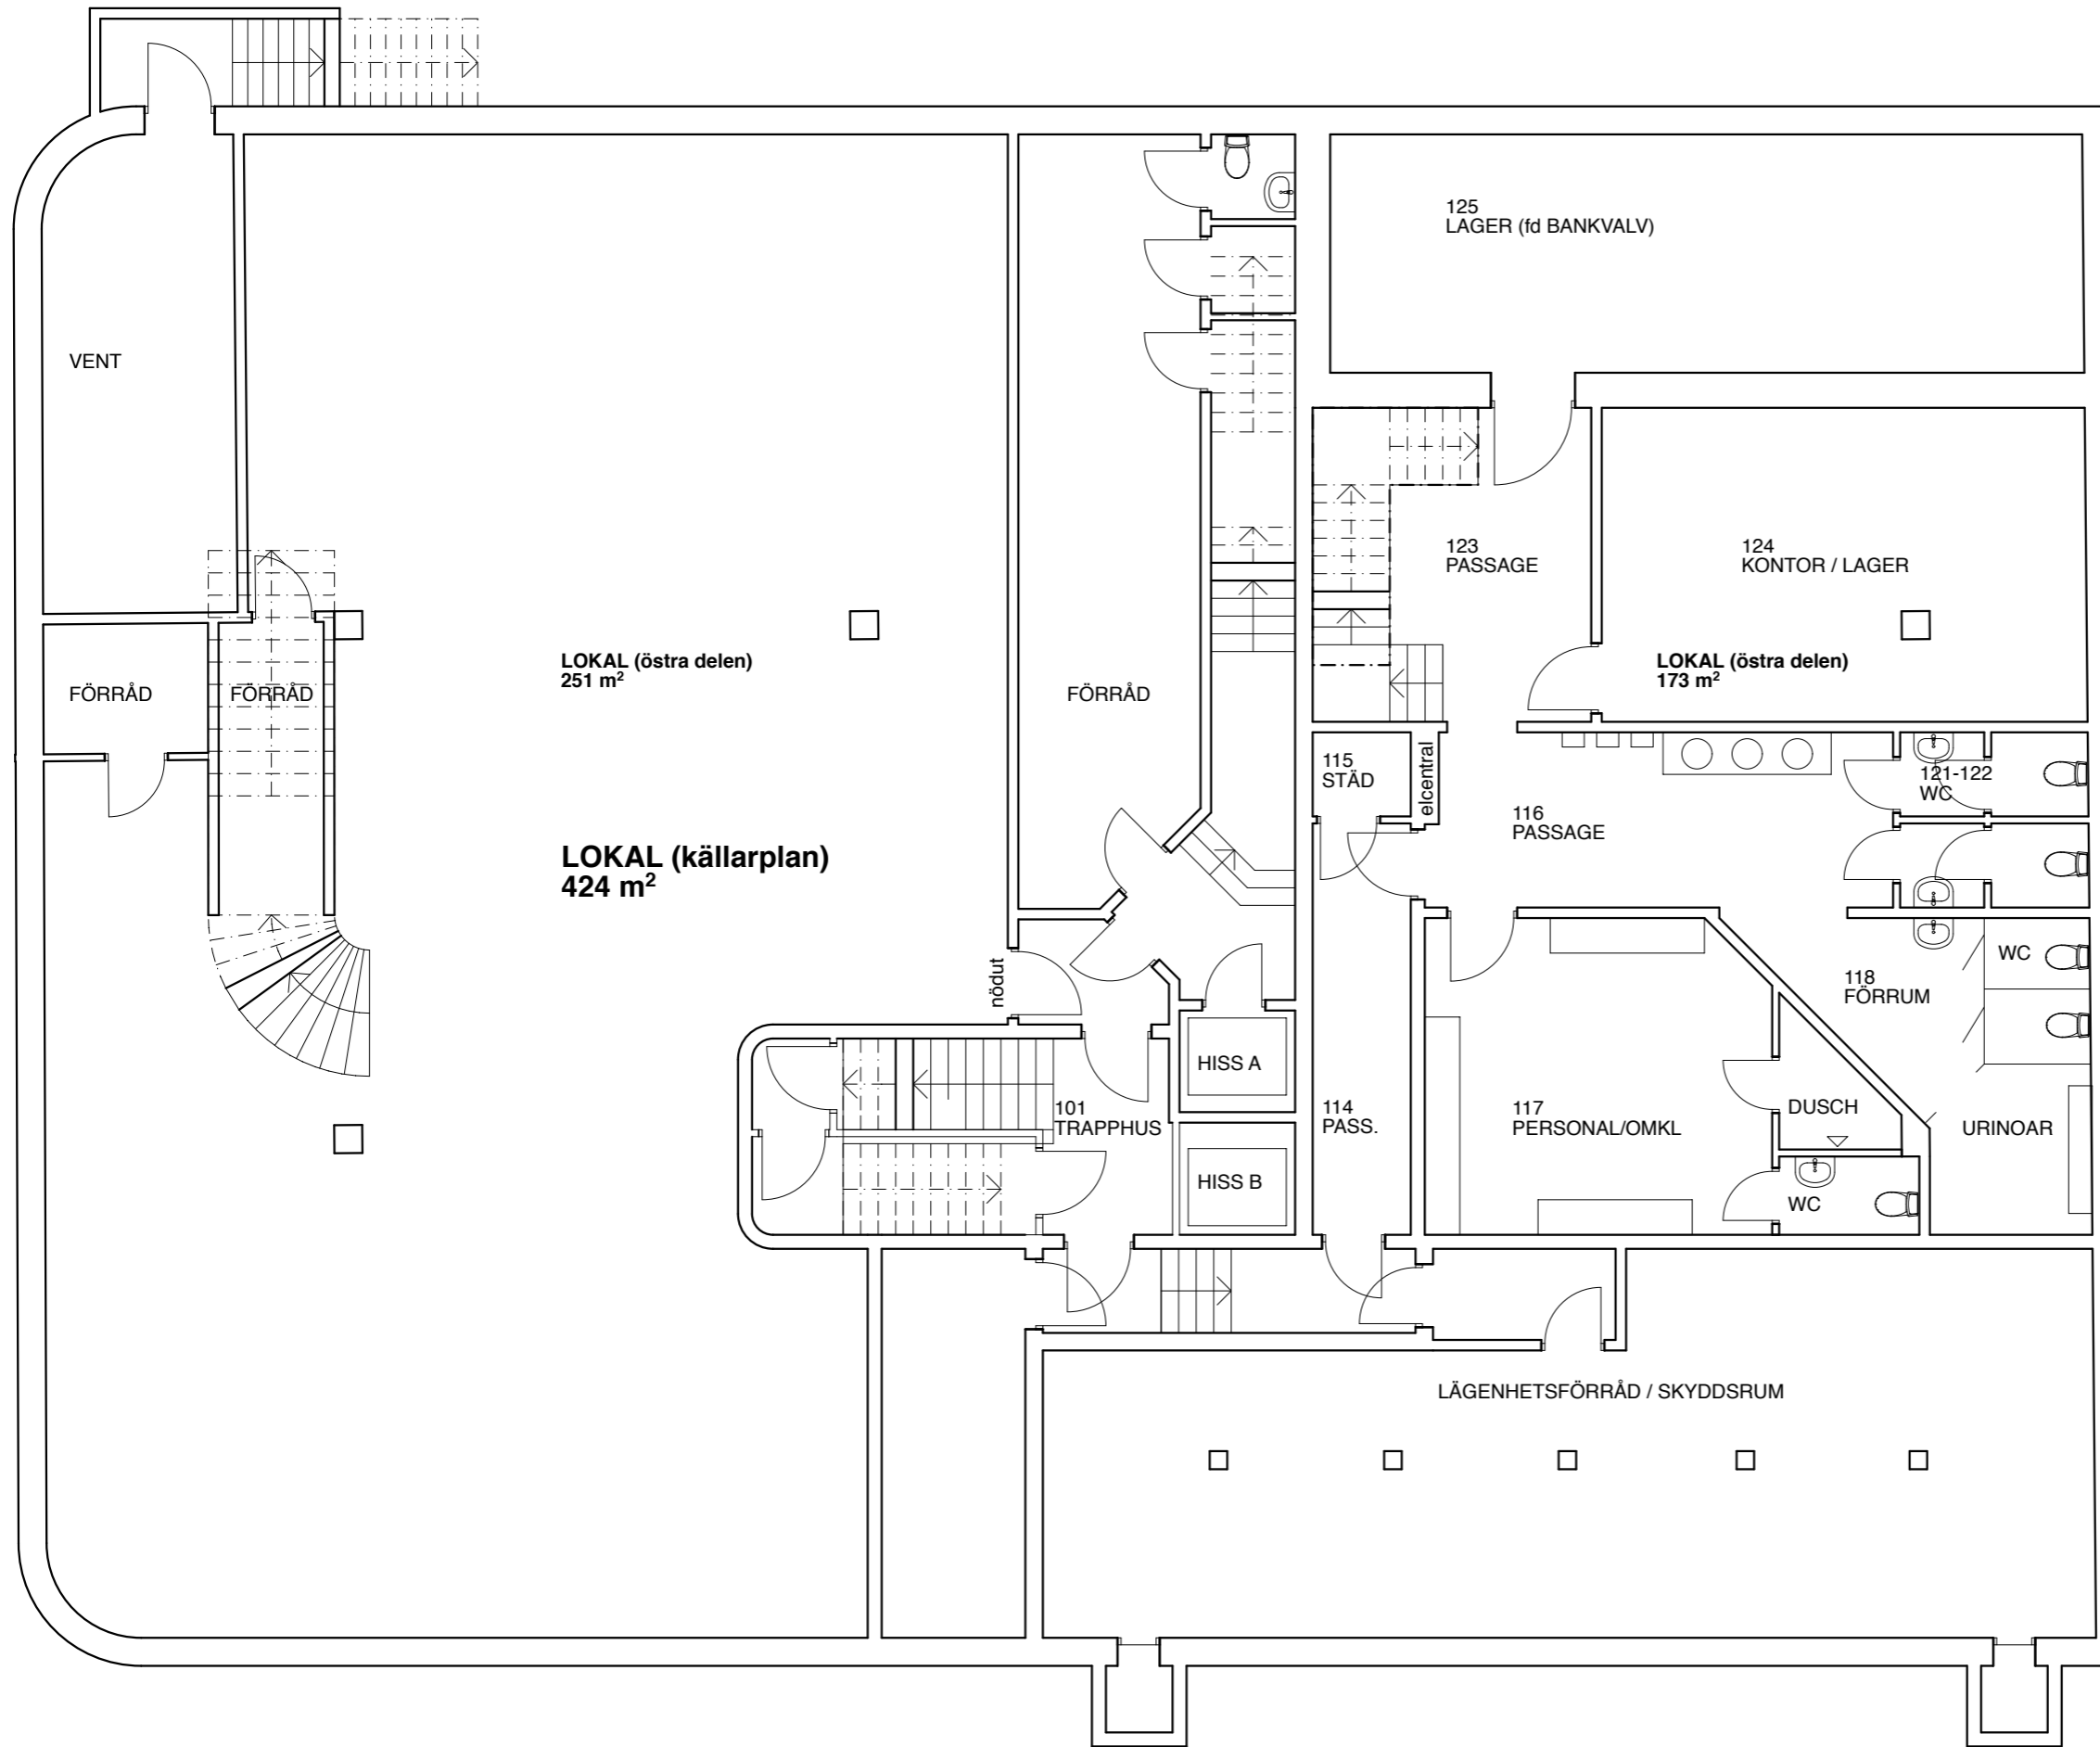 125
LAGER (fd BANKVALV)
VENT
123
PASSAGE
124
KONTOR / LAGER
LOKAL (östra delen)
251 m²
LOKAL (östra delen)
173 m²
FÖRRÅD
FÖRRÅD
FÖRRÅD
115
STÄD
elcentral
121-122
WC
116
PASSAGE
LOKAL (källarplan)
424 m²
nödut
WC
118
FÖRRUM
HISS A
101
TRAPPHUS
114
PASS.
117
PERSONAL/OMKL
DUSCH
URINOAR
HISS B
WC
LÄGENHETSFÖRRÅD / SKYDDSRUM